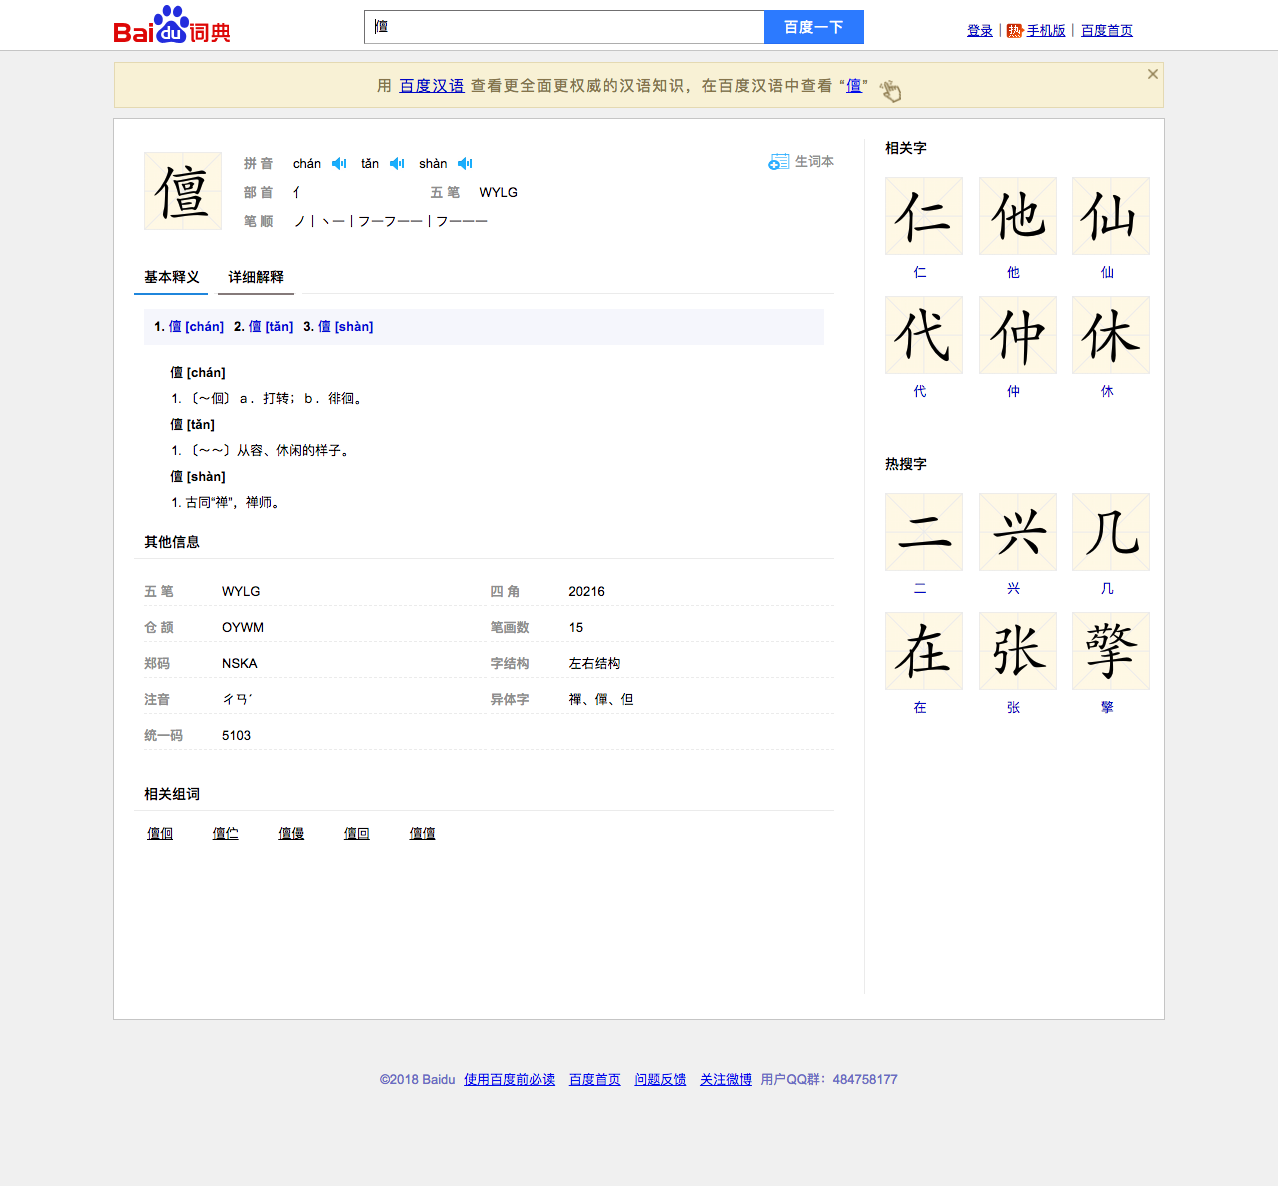 Baidu词典
儃
百度一下
登录 | 热 手机版 | 百度首页
用 百度汉语 查看更全面更权威的汉语知识，在百度汉语中查看 “儃”
儃
拼 音 chán tǎn shàn
生词本
部 首 亻 五 笔 WYLG
笔 顺 ノ丨丶一丨フ一フ一一丨フ一一一
基本释义 详细解释
1. 儃 [chán] 2. 儃 [tǎn] 3. 儃 [shàn]
儃 [chán]
1. 〔～佪〕ａ．打转；ｂ．徘徊。
儃 [tǎn]
1. 〔～～〕从容、休闲的样子。
儃 [shàn]
1. 古同“禅”，禅师。
其他信息
五 笔 WYLG 四 角 20216
仓 颉 OYWM 笔画数 15
郑码 NSKA 字结构 左右结构
注音 ㄔㄢˊ 异体字 禪、僤、但
统一码 5103
相关组词
儃佪 儃伫 儃僈 儃回 儃儃
相关字
仁 他 仙
仁 他 仙
代 仲 休
代 仲 休
热搜字
二 兴 几
二 兴 几
在 张 擎
在 张 擎
©2018 Baidu 使用百度前必读 百度首页 问题反馈 关注微博 用户QQ群：484758177